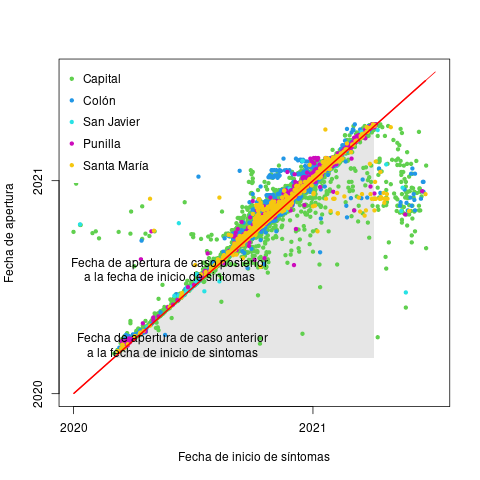 Capital
Colón
San Javier
Punilla
Santa María
Fecha de apertura
2021
2020
Fecha de apertura de caso posterior
a la fecha de inicio de síntomas
Fecha de apertura de caso anterior
a la fecha de inicio de sintomas
2020
2021
Fecha de inicio de síntomas